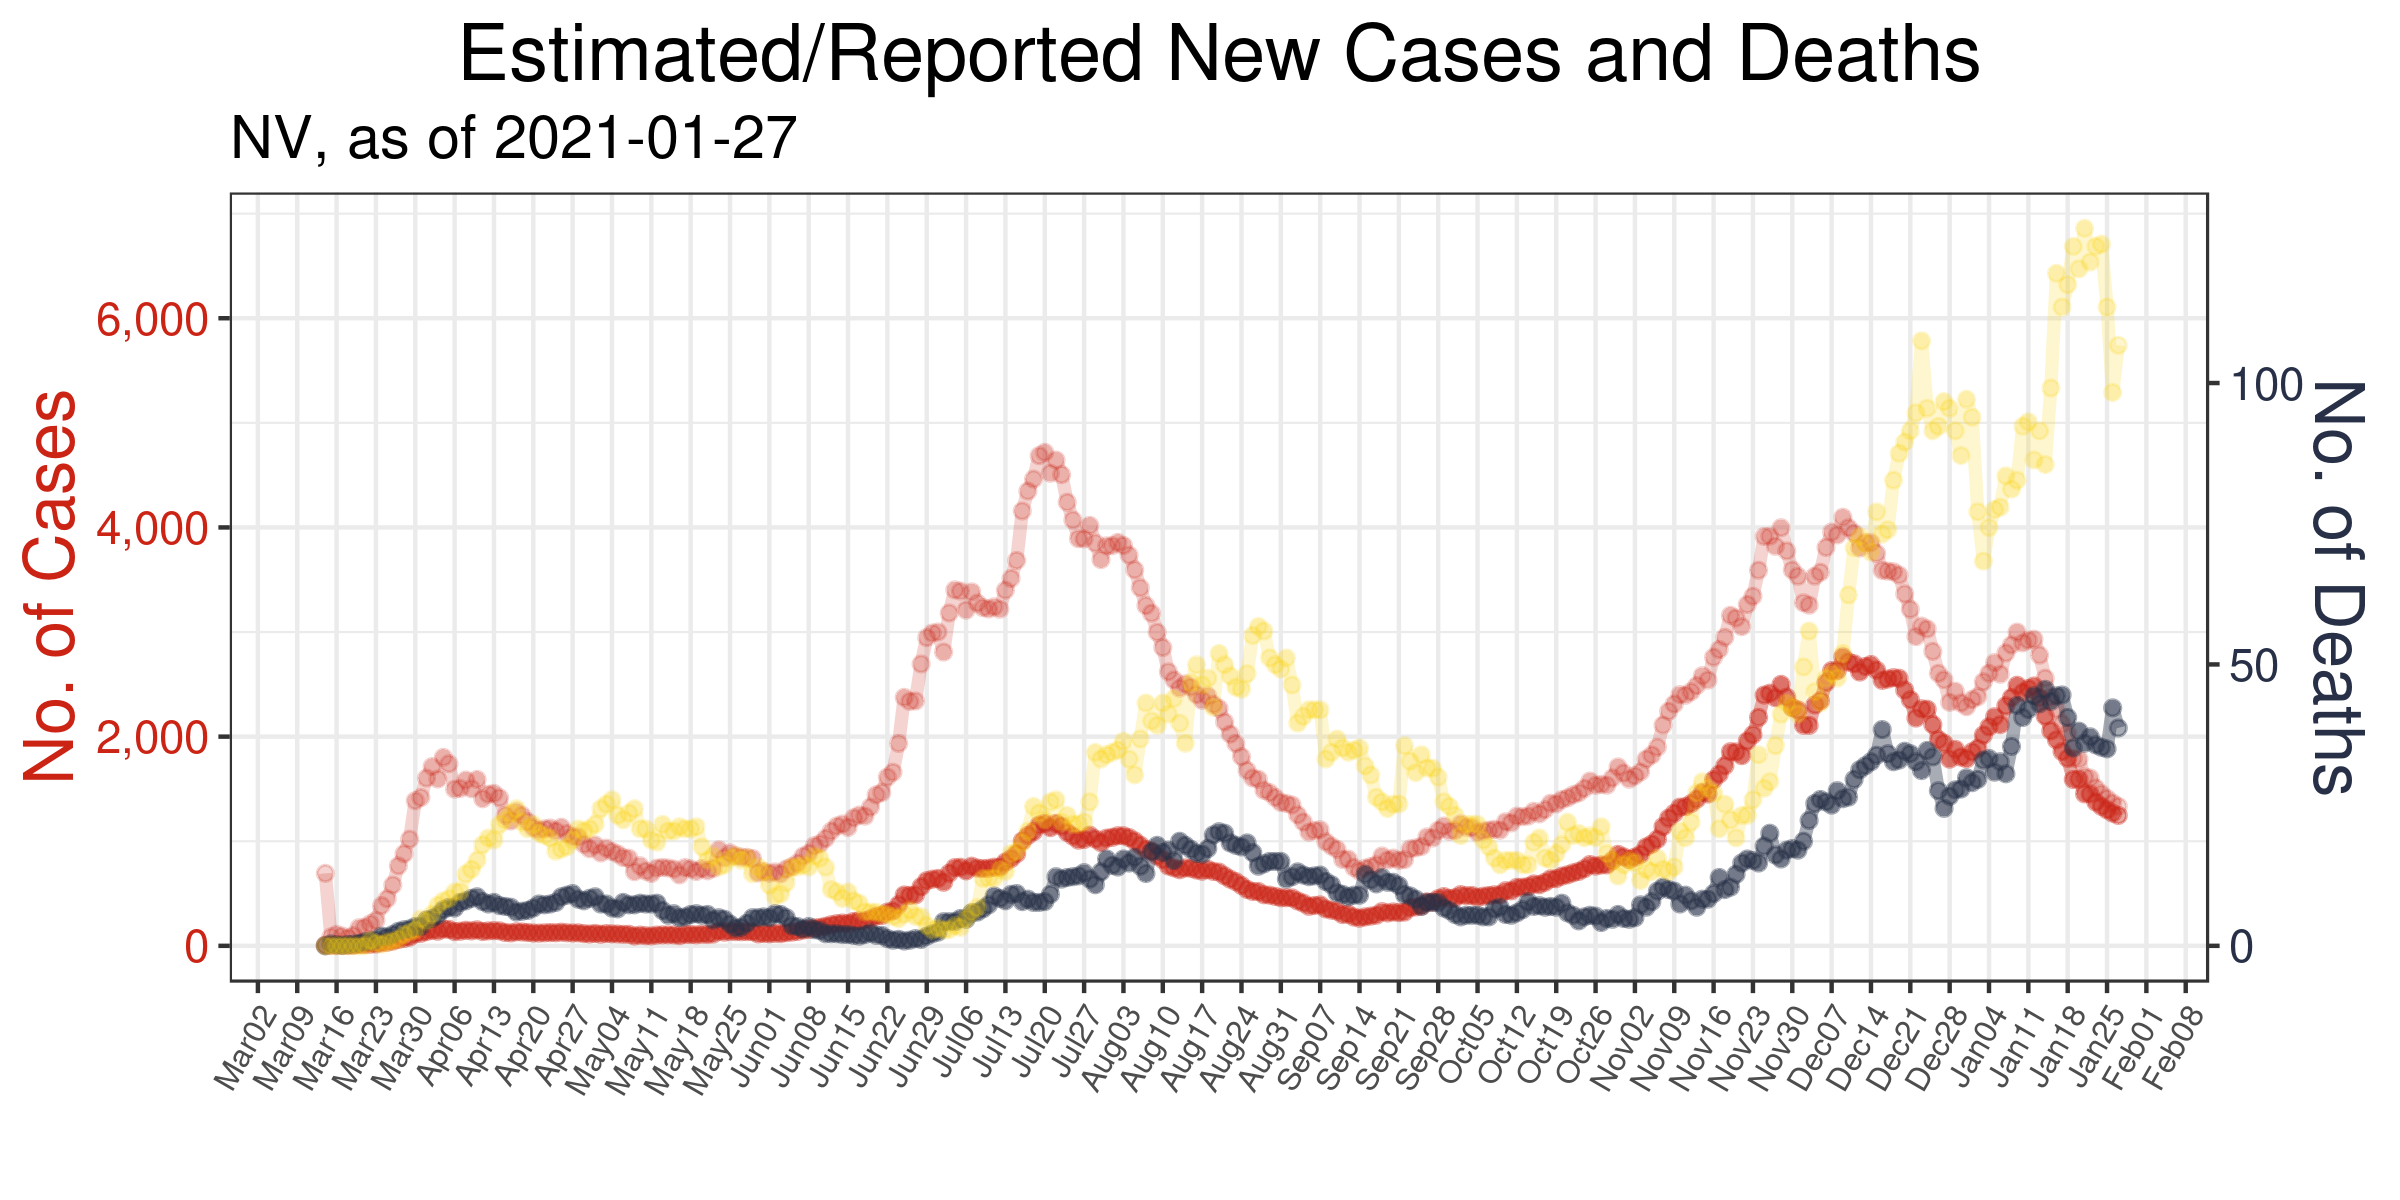 Estimated/Reported New Cases and Deaths
NV, as of 2021-01-27
No. of Cases
6,000
4,000
2,000
0
100
50
0
No. of Deaths
Mar02
Mar09
Mar16
Mar23
Mar30
Apr06
Apr13
Apr20
Apr27
May04
May11
May18
May25
Jun01
Jun08
Jun15
Jun22
Jun29
Jul06
Jul13
Jul20
Jul27
Aug03
Aug10
Aug17
Aug24
Aug31
Sep07
Sep14
Sep21
Sep28
Oct05
Oct12
Oct19
Oct26
Nov02
Nov09
Nov16
Nov23
Nov30
Dec07
Dec14
Dec21
Dec28
Jan04
Jan11
Jan18
Jan25
Feb01
Feb08